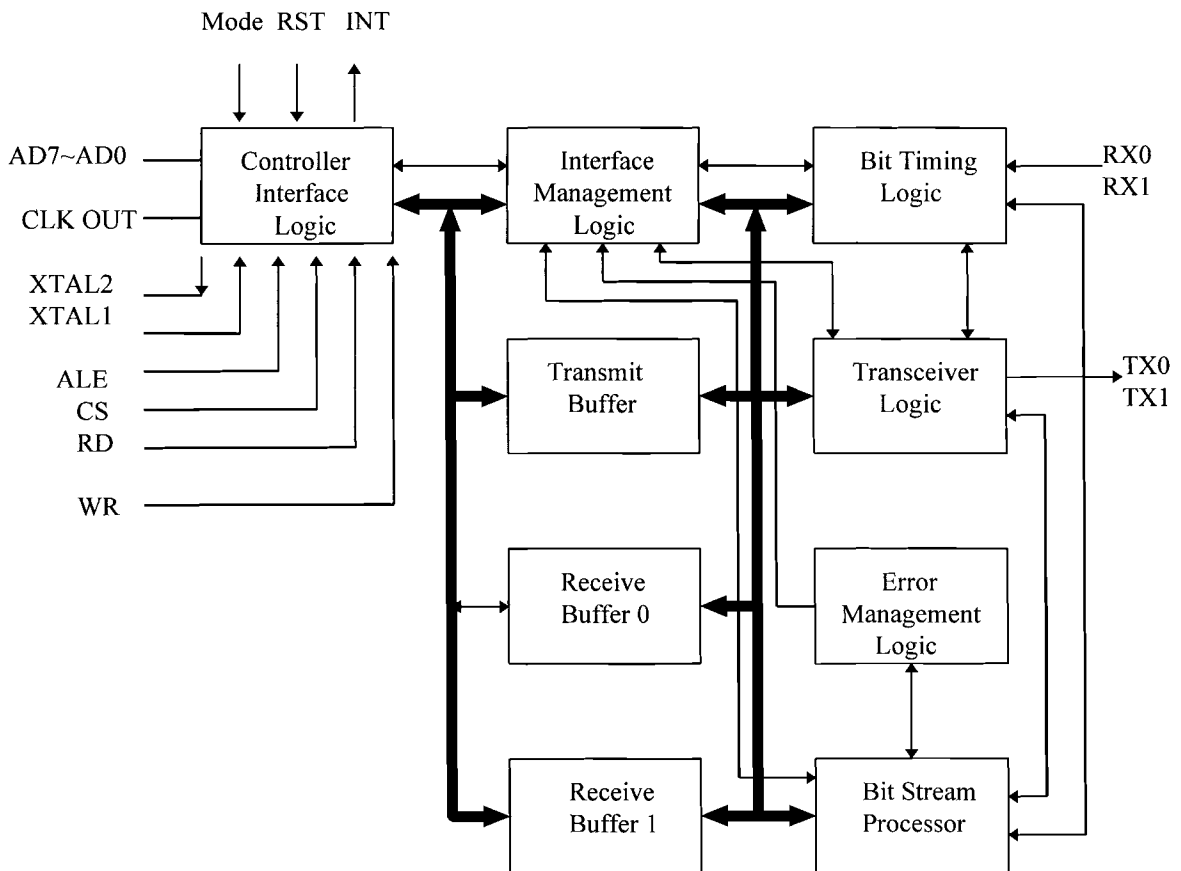 Mode RST INT
AD7~AD0
CLK OUT
XTAL2
XTAL1
ALE
CS
RD
WR
Controller
Interface
Logic
Interface
Management
Logic
Bit Timing
Logic
RX0
RX1
Transmit
Buffer
Transceiver
Logic
TX0
TX1
Receive
Buffer 0
Error
Management
Logic
Receive
Buffer 1
Bit Stream
Processor